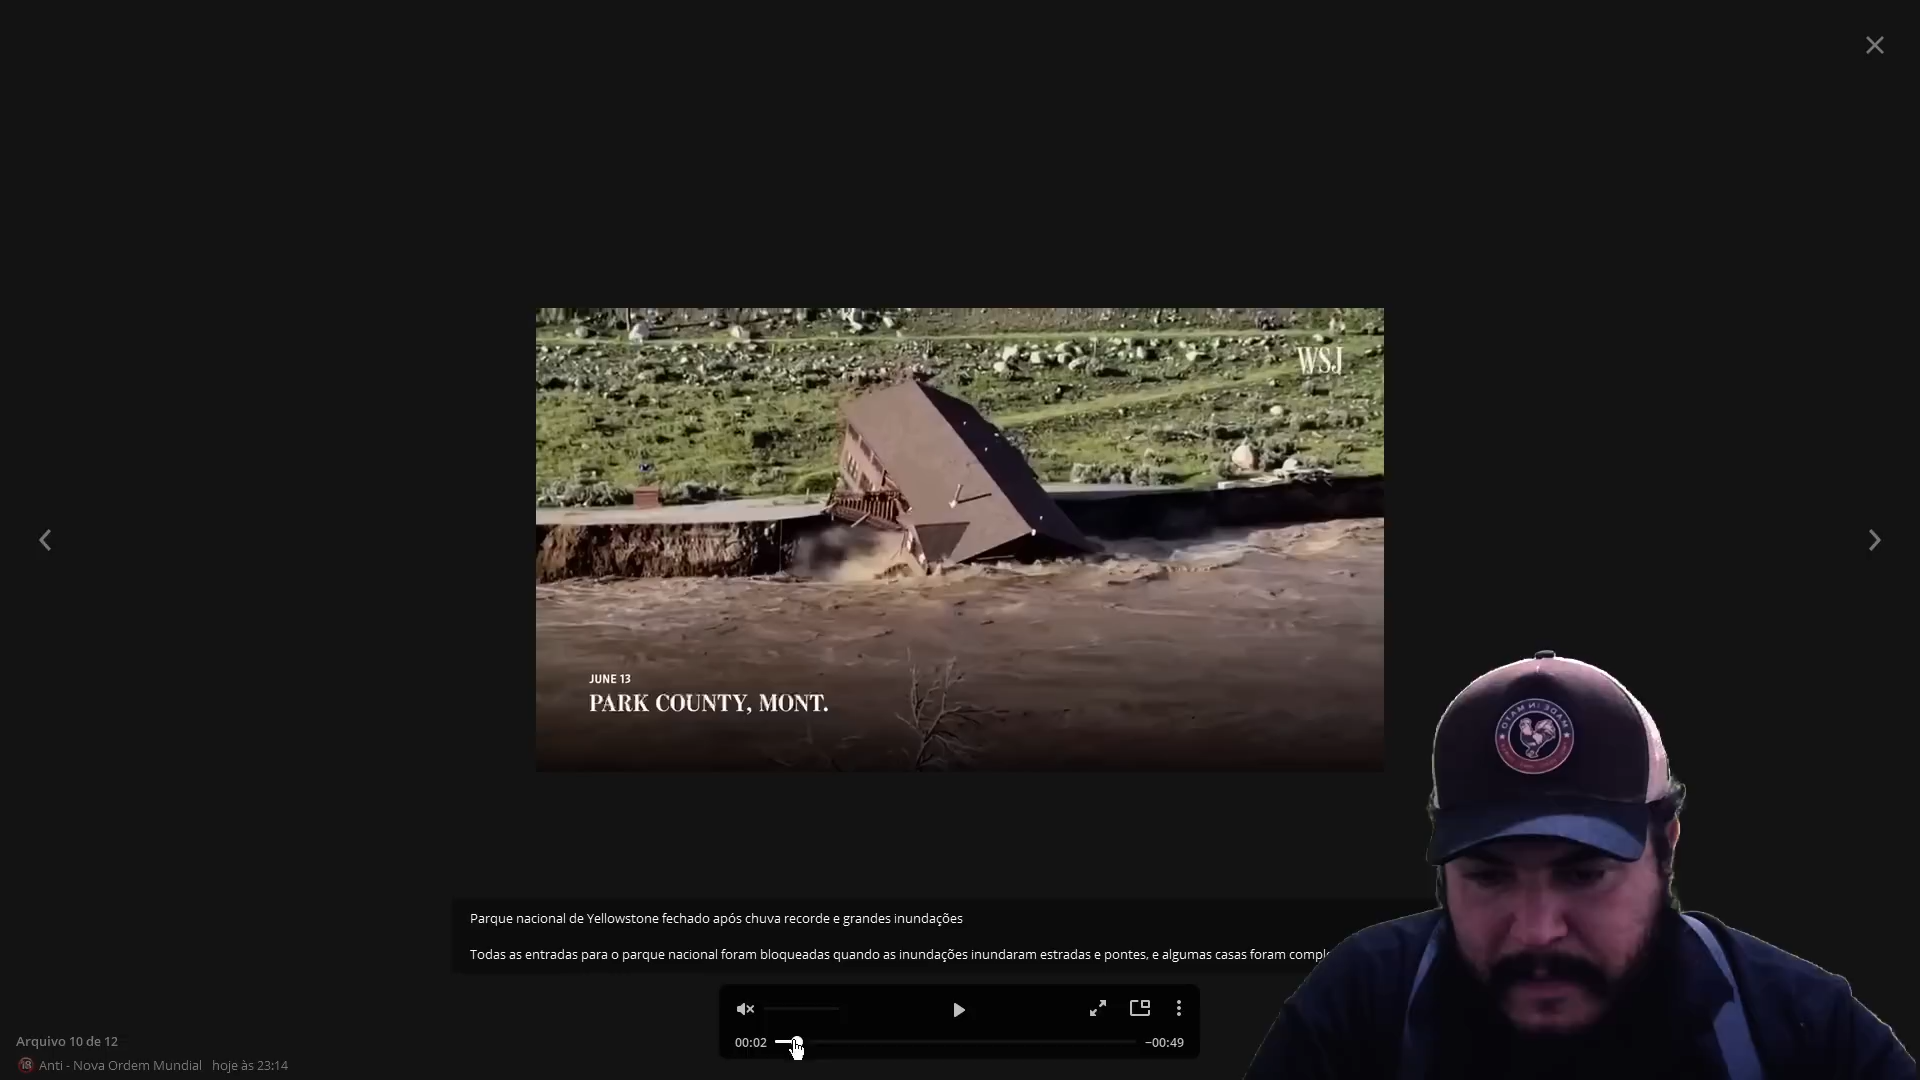 WSJ
JUNE 13
PARK COUNTY, MONT.
Parque nacional de Yellowstone fechado após chuva recorde e grandes inundações
Todas as entradas para o parque nacional foram bloqueadas quando as inundações inundaram estradas e pontes, e algumas casas foram
00:02
−00:49
Arquivo 10 de 12
18 Anti - Nova Ordem Mundial hoje às 23:14